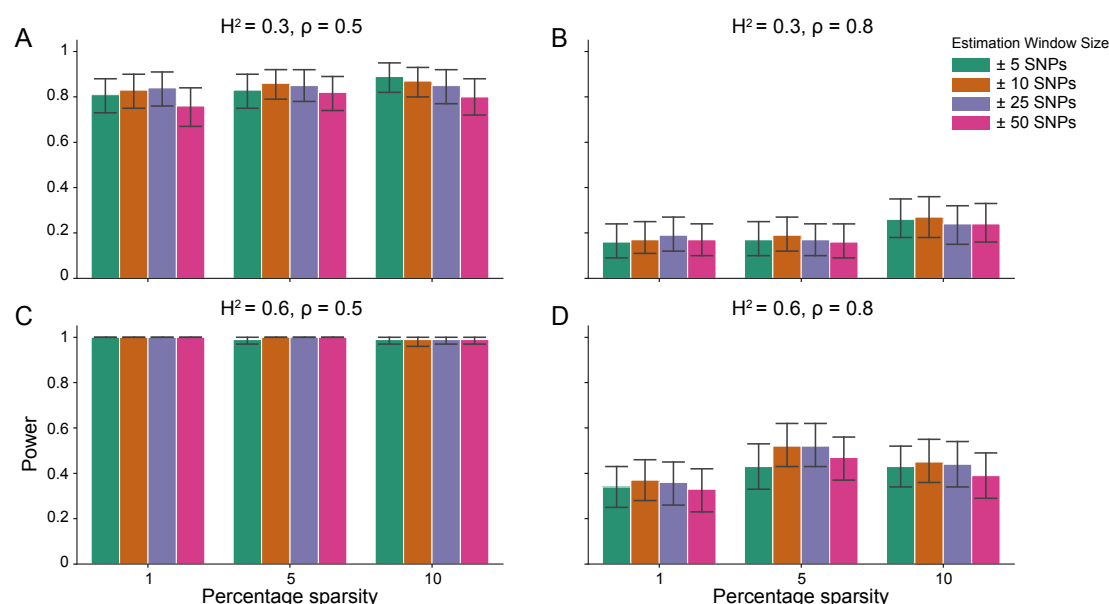 A
H² = 0.3, ρ = 0.5
1
0.8
0.6
0.4
0.2
0
B
H² = 0.3, ρ = 0.8
Estimation Window Size
± 5 SNPs
± 10 SNPs
± 25 SNPs
± 50 SNPs
C
H² = 0.6, ρ = 0.5
Power
1
0.8
0.6
0.4
0.2
0
1 5 10
Percentage sparsity
D
H² = 0.6, ρ = 0.8
1 5 10
Percentage sparsity